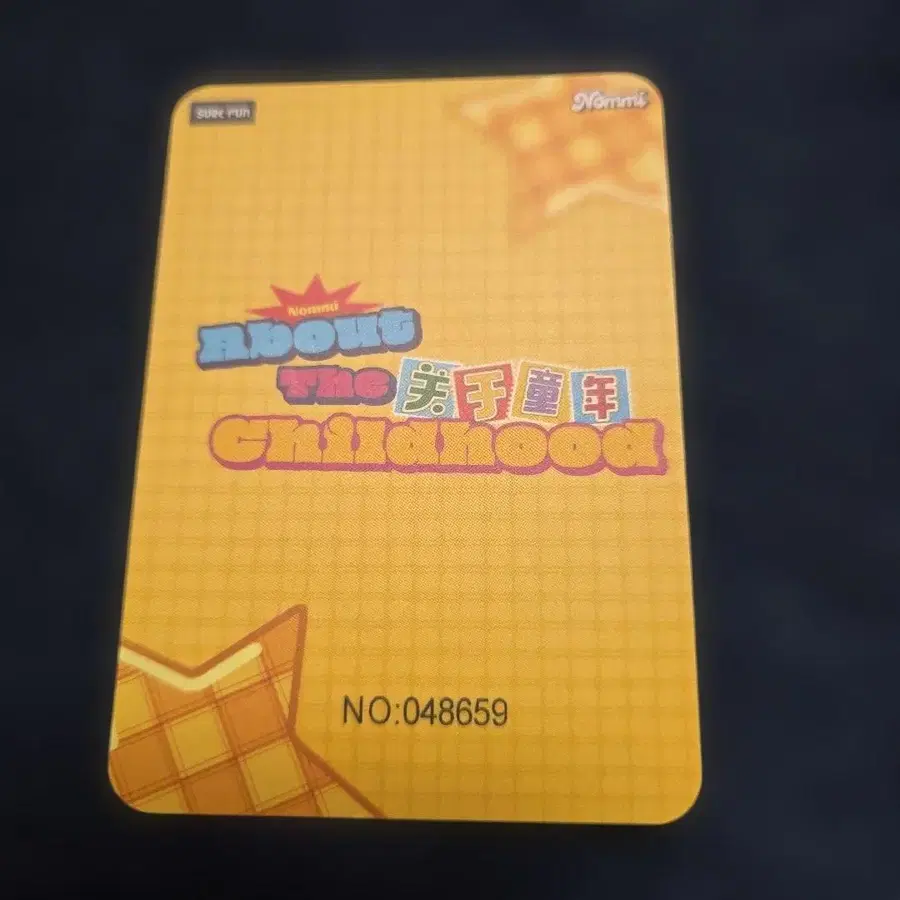 SURE FUN
Nommi
Nommi
About
The 关于童年
Childhood
NO:048659